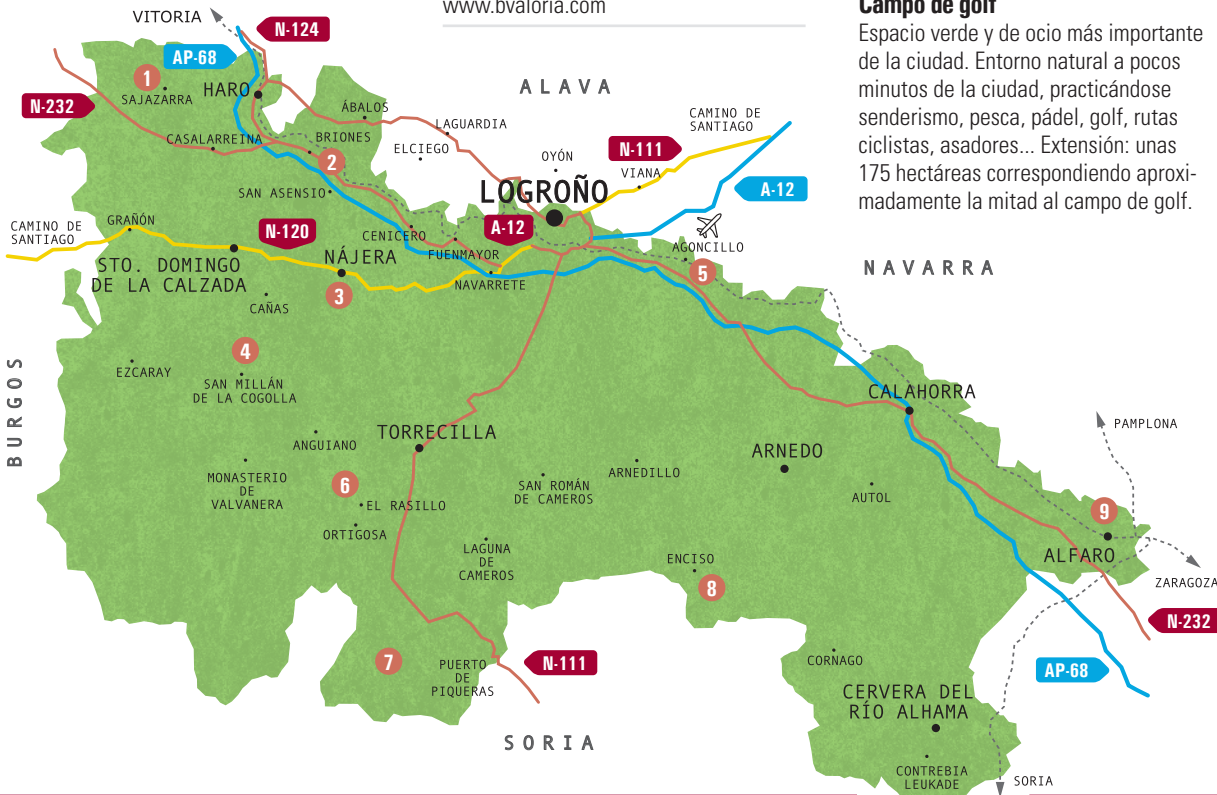 www.bvaloria.com
Campo de golf
Espacio verde y de ocio más importante
de la ciudad. Entorno natural a pocos
minutos de la ciudad, practicándose
senderismo, pesca, pádel, golf, rutas
ciclistas, asadores... Extensión: unas
175 hectáreas correspondiendo aproxi-
madamente la mitad al campo de golf.
VITORIA
N-124
AP-68
1
SAJAZARRA
HARO
N-232
ALAVA
ÁBALOS
LAGUARDIA
CAMINO DE
SANTIAGO
CASALARREINA
BRIONES
ELCIEGO
OYÓN
N-111
VIANA
2
SAN ASENSIO
LOGROÑO
A-12
CAMINO DE
SANTIAGO
GRAÑÓN
N-120
CENICERO
A-12
FUENMAYOR
AGONCILLO
5
NAVARRA
STO. DOMINGO
DE LA CALZADA
NÁJERA
NAVARRETE
3
CAÑAS
4
BURGOS
EZCARAY
SAN MILLÁN
DE LA COGOLLA
CALAHORRA
PAMPLONA
ANGUIANO
TORRECILLA
ARNEDO
MONASTERIO
DE
VALVANERA
6
EL RASILLO
SAN ROMÁN
DE CAMEROS
ARNEDILLO
AUTOL
ORTIGOSA
9
ALFARO
LAGUNA
DE
CAMEROS
ENCISO
8
ZARAGOZA
N-232
7
PUERTO
DE
PIQUERAS
N-111
CORNAGO
AP-68
CERVERA DEL
RÍO ALHAMA
SORIA
CONTREBIA
LEUKADE
SORIA